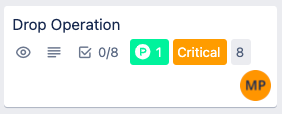 Drop Operation
0/8 P 1 Critical 8
MP